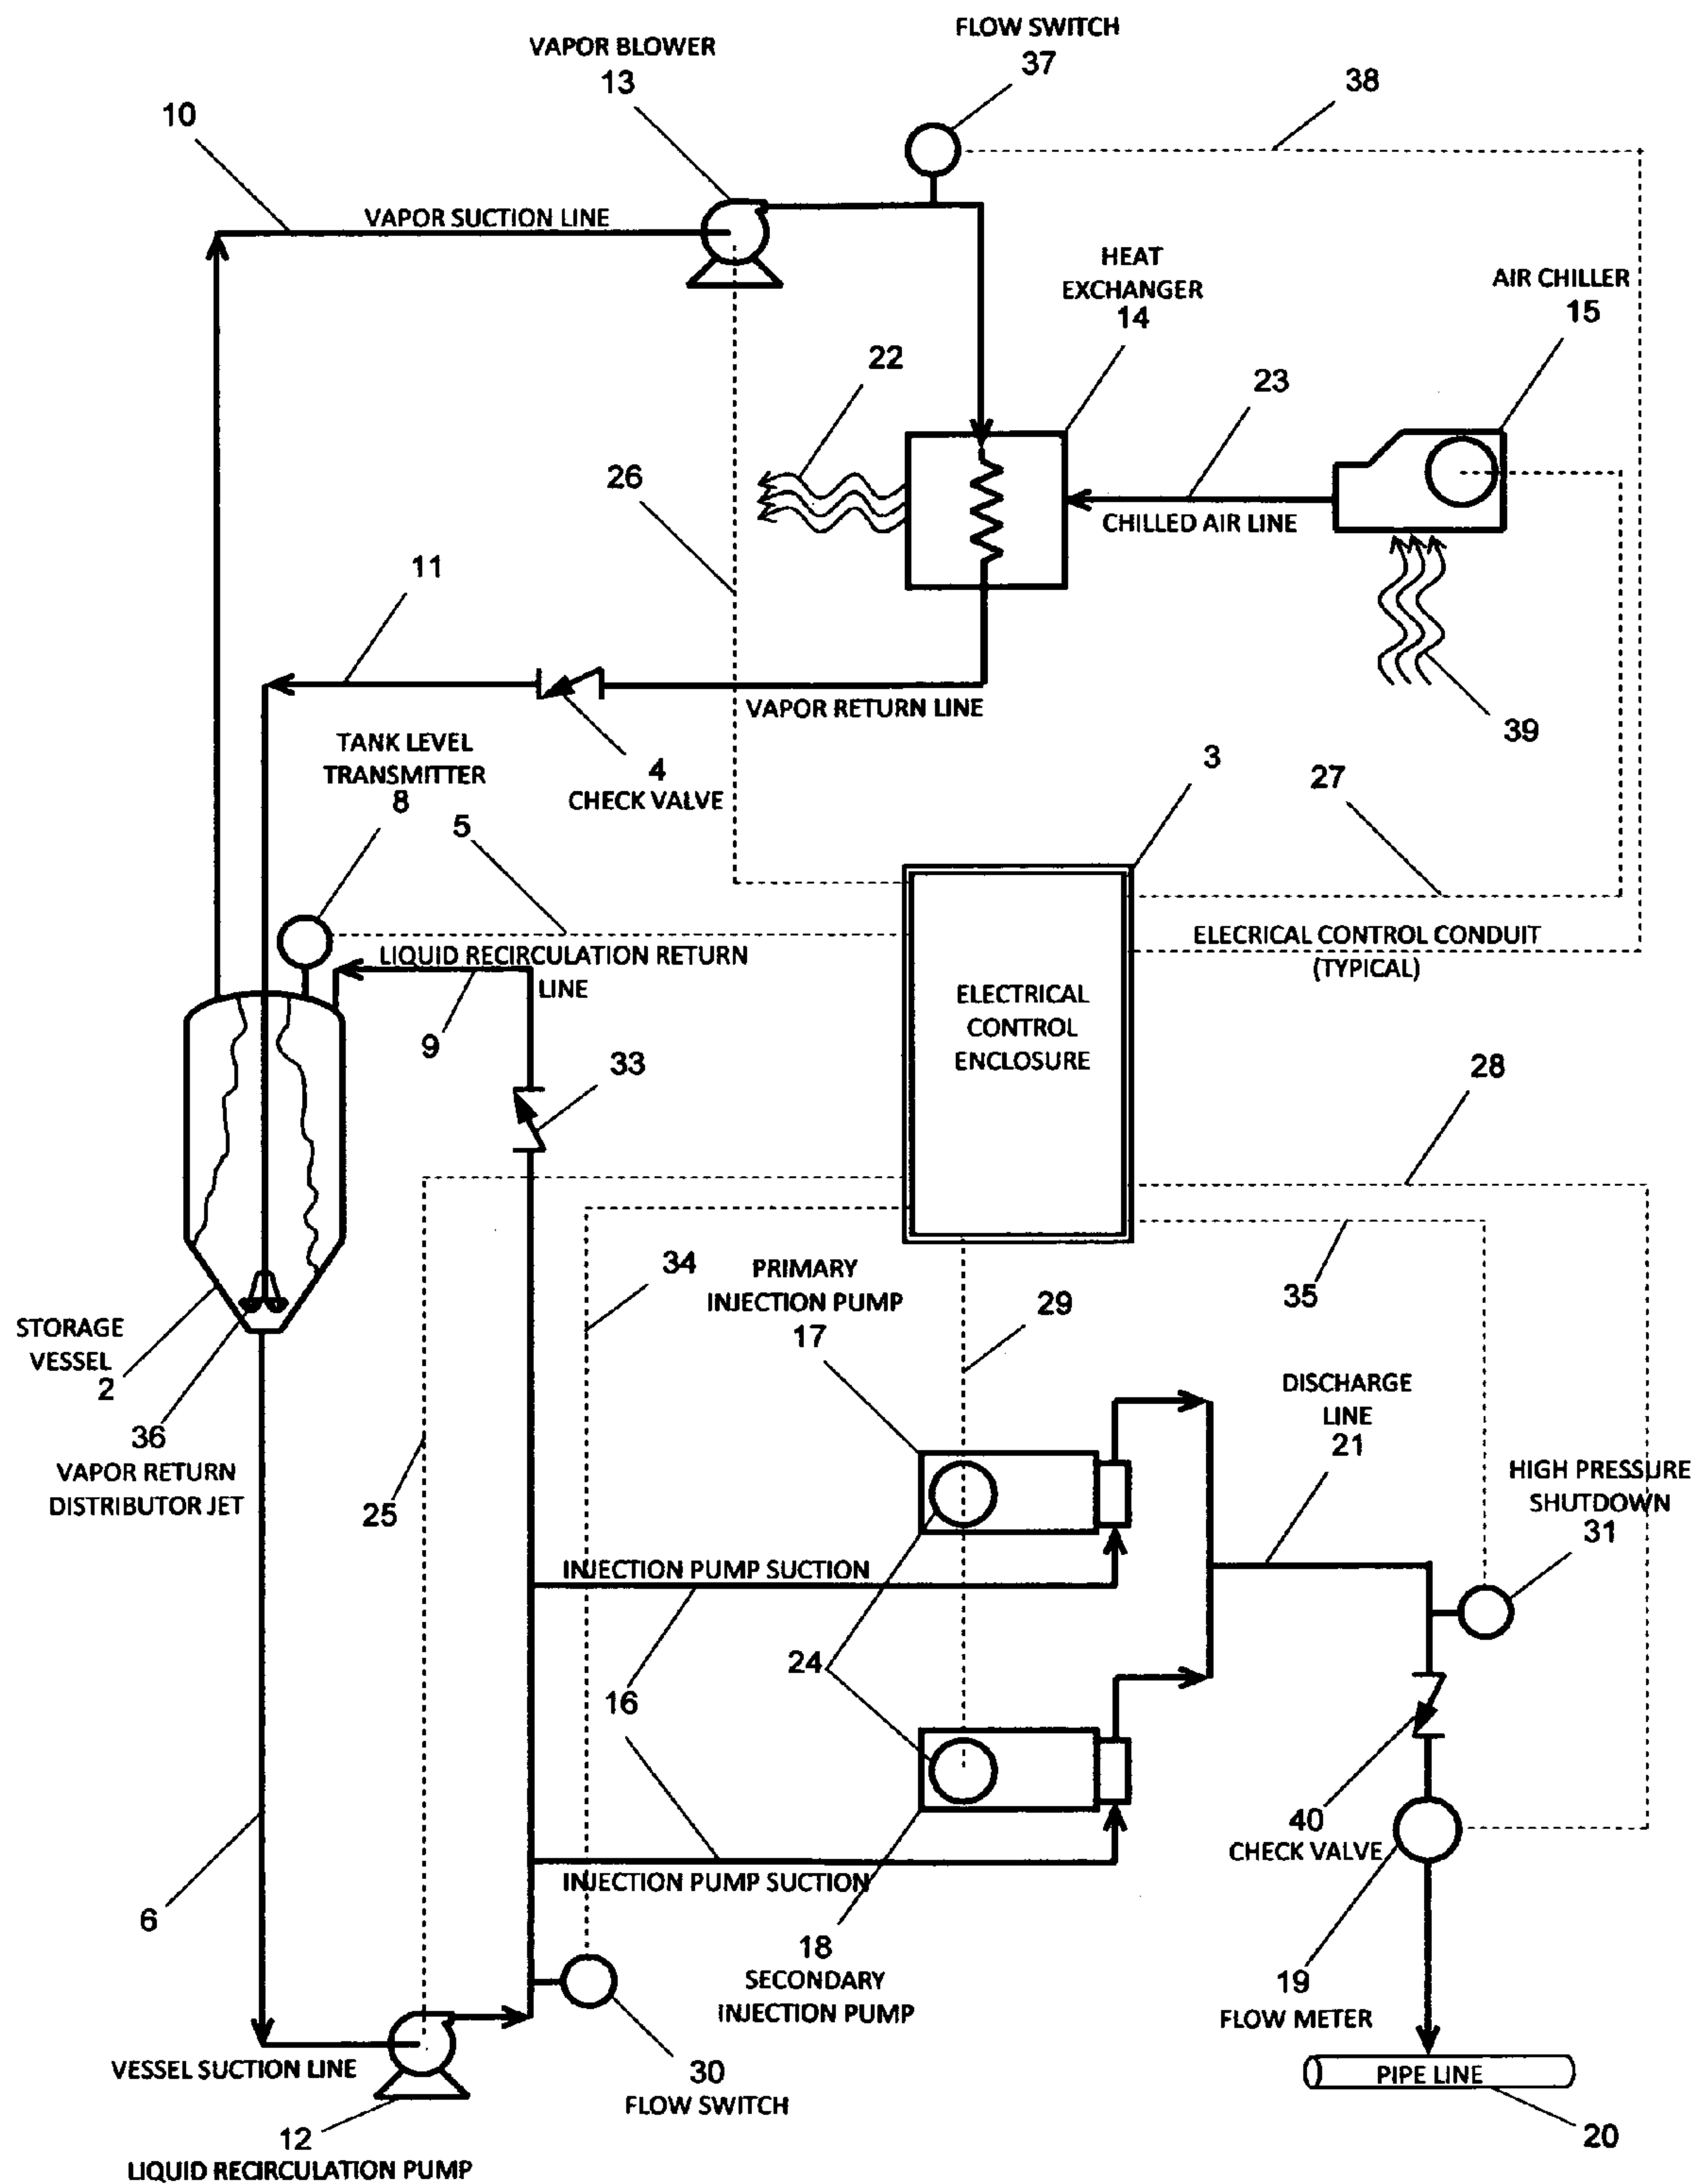 FLOW SWITCH
37
VAPOR BLOWER
13
38
10
VAPOR SUCTION LINE
HEAT
EXCHANGER
14
AIR CHILLER
15
22
23
26
CHILLED AIR LINE
11
VAPOR RETURN LINE
39
TANK LEVEL
TRANSMITTER
8
4
CHECK VALVE
3
27
5
LIQUID RECIRCULATION RETURN
LINE
ELECRICAL CONTROL CONDUIT
(TYPICAL)
ELECTRICAL
CONTROL
ENCLOSURE
9
33
28
34
PRIMARY
INJECTION PUMP
17
29
35
STORAGE
VESSEL
2
36
VAPOR RETURN
DISTRIBUTOR JET
25
DISCHARGE
LINE
21
HIGH PRESSURE
SHUTDOWN
31
INJECTION PUMP SUCTION
24
16
40
CHECK VALVE
INJECTION PUMP SUCTION
6
18
SECONDARY
INJECTION PUMP
19
FLOW METER
VESSEL SUCTION LINE
30
FLOW SWITCH
PIPE LINE
12
LIQUID RECIRCULATION PUMP
20